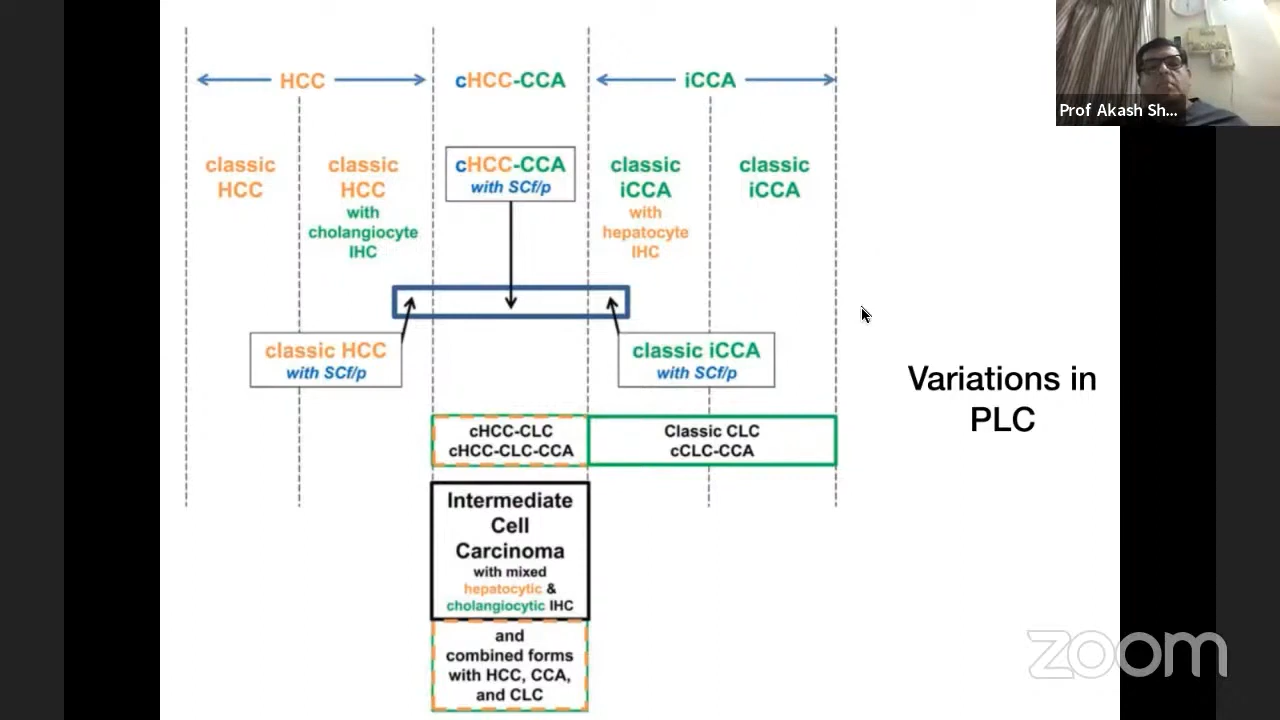 HCC
cHCC-CCA
iCCA
classic
HCC
classic
HCC
with
cholangiocyte
IHC
cHCC-CCA
with SCf/p
classic
iCCA
with
hepatocyte
IHC
classic
iCCA
classic HCC
with SCf/p
classic iCCA
with SCf/p
cHCC-CLC
cHCC-CLC-CCA
Classic CLC
cCLC-CCA
Intermediate
Cell
Carcinoma
with mixed
hepatocytic &
cholangiocytic IHC
and
combined forms
with HCC, CCA,
and CLC
Variations in
PLC
Prof Akash Sh...
zoom